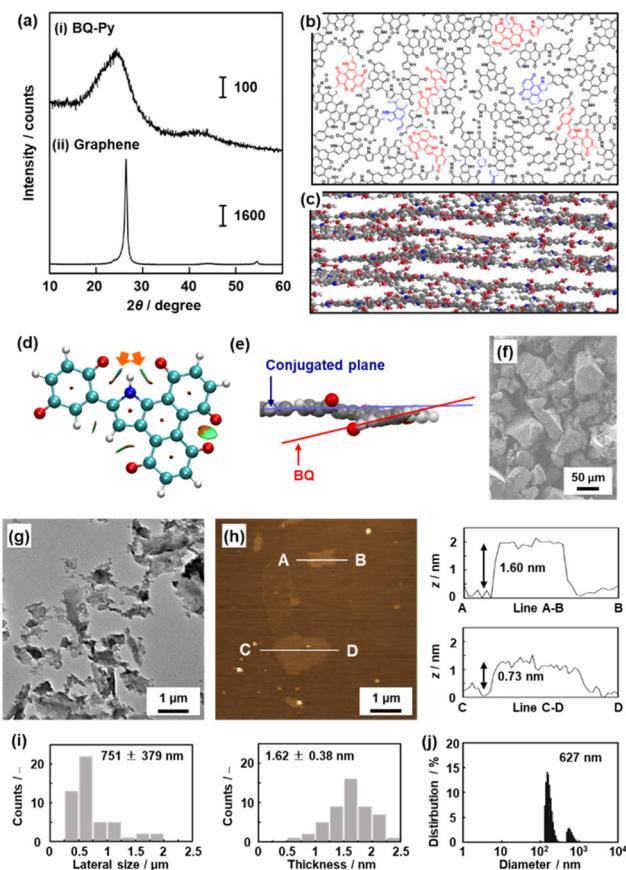 (a)
(i) BQ-Py
100
(ii) Graphene
1600
Intensity / counts
10 20 30 40 50 60
2θ / degree
(b)
(c)
(d)
(e)
Conjugated plane
BQ
(f)
50 μm
(g)
1 μm
(h)
A B
C D
1 μm
z / nm
2
1
0
1.60 nm
A Line A-B B
z / nm
2
1
0
0.73 nm
C Line C-D D
(i)
751 ± 379 nm
Counts / _
20
10
0
0 0.5 1 1.5 2 2.5
Lateral size / μm
1.62 ± 0.38 nm
Counts / _
20
10
0
0 0.5 1 1.5 2 2.5
Thickness / nm
(j)
627 nm
Distirbution / %
20
15
10
5
0
1 10¹ 10² 10³ 10⁴
Diameter / nm